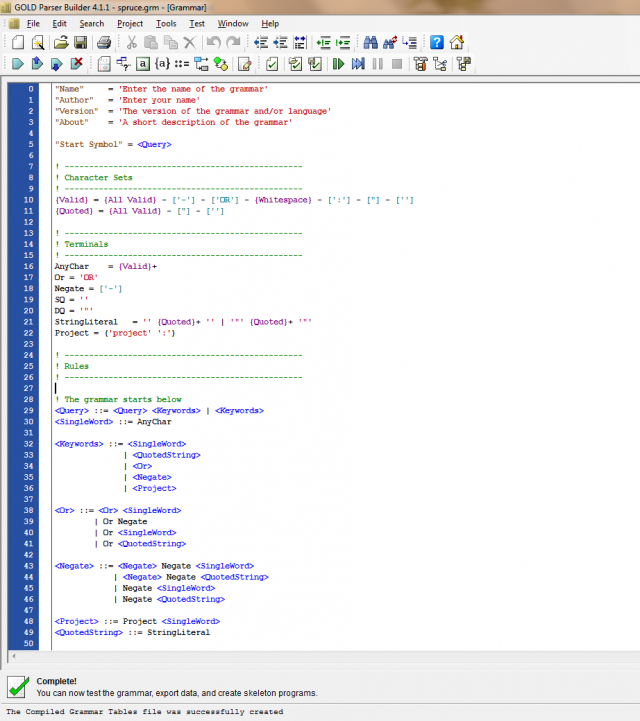 GOLD Parser Builder 4.1.1 - spruce.grm - [Grammar]
File Edit Search Project Tools Test Window Help
0 "Name" = 'Enter the name of the grammar'
1 "Author" = 'Enter your name'
2 "Version" = 'The version of the grammar and/or language'
3 "About" = 'A short description of the grammar'
4
5 "Start Symbol" = <Query>
6
7 ! -------------------------------------------------
8 ! Character Sets
9 ! -------------------------------------------------
10 {Valid} = {All Valid} - ['-'] - ['OR'] - {Whitespace} - [':'] - ["] - ['']
11 {Quoted} = {All Valid} - ["] - ['']
12
13 ! -------------------------------------------------
14 ! Terminals
15 ! -------------------------------------------------
16 AnyChar = {Valid}+
17 Or = 'OR'
18 Negate = ['-']
19 SQ = ''
20 DQ = '"'
21 StringLiteral = '' {Quoted}+ '' | '"' {Quoted}+ '"'
22 Project = {'project' ':'}
23
24 ! -------------------------------------------------
25 ! Rules
26 ! -------------------------------------------------
27
28 ! The grammar starts below
29 <Query> ::= <Query> <Keywords> | <Keywords>
30 <SingleWord> ::= AnyChar
31
32 <Keywords> ::= <SingleWord>
33 | <QuotedString>
34 | <Or>
35 | <Negate>
36 | <Project>
37
38 <Or> ::= <Or> <SingleWord>
39 | Or Negate
40 | Or <SingleWord>
41 | Or <QuotedString>
42
43 <Negate> ::= <Negate> Negate <SingleWord>
44 | <Negate> Negate <QuotedString>
45 | Negate <SingleWord>
46 | Negate <QuotedString>
47
48 <Project> ::= Project <SingleWord>
49 <QuotedString> ::= StringLiteral
50
Complete!
You can now test the grammar, export data, and create skeleton programs.
The Compiled Grammar Tables file was successfully created